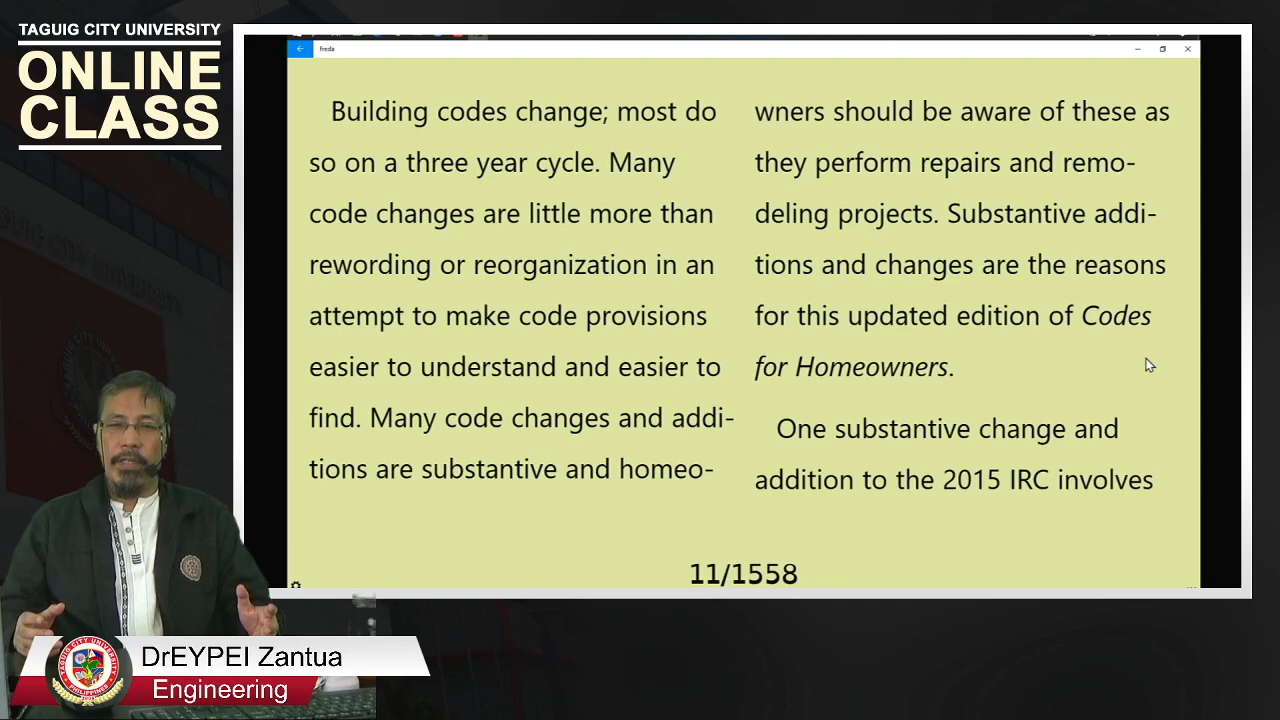 TAGUIG CITY UNIVERSITY
ONLINE
CLASS
freda
Building codes change; most do
so on a three year cycle. Many
code changes are little more than
rewording or reorganization in an
attempt to make code provisions
easier to understand and easier to
find. Many code changes and addi-
tions are substantive and homeo-
wners should be aware of these as
they perform repairs and remo-
deling projects. Substantive addi-
tions and changes are the reasons
for this updated edition of Codes
for Homeowners.
One substantive change and
addition to the 2015 IRC involves
11/1558
DrEYPEI Zantua
Engineering